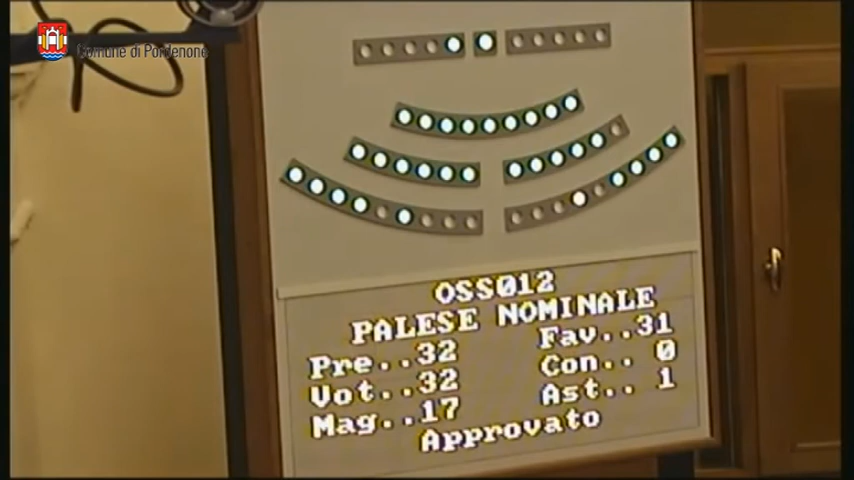 Comune di Pordenone
OSS012
PALESE NOMINALE
Pre..32 Fav..31
Vot..32 Con.. 0
Mag..17 Ast.. 1
Approvato